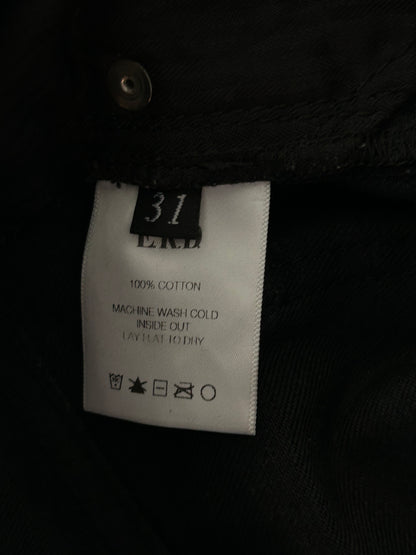 31
ERD
100% COTTON
MACHINE WASH COLD
INSIDE OUT
LAY FLAT TO DRY